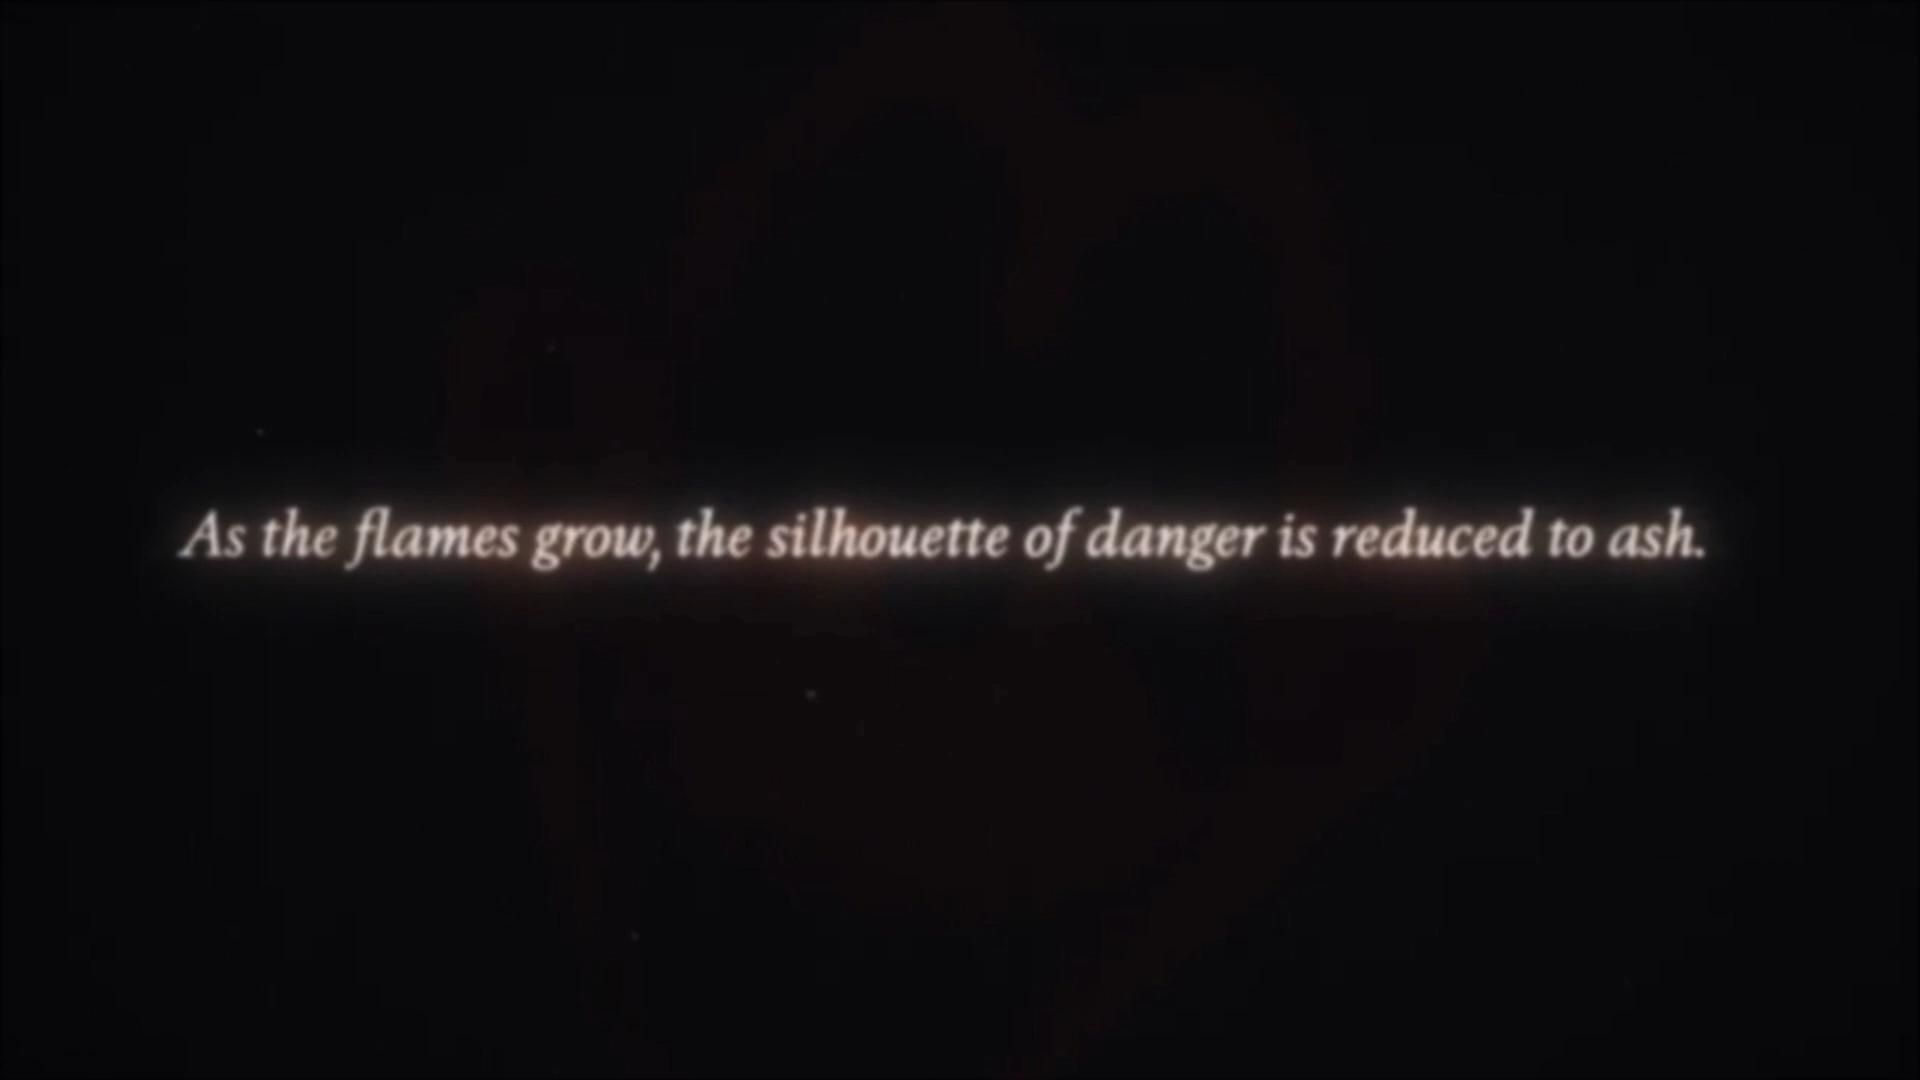 As the flames grow, the silhouette of danger is reduced to ash.